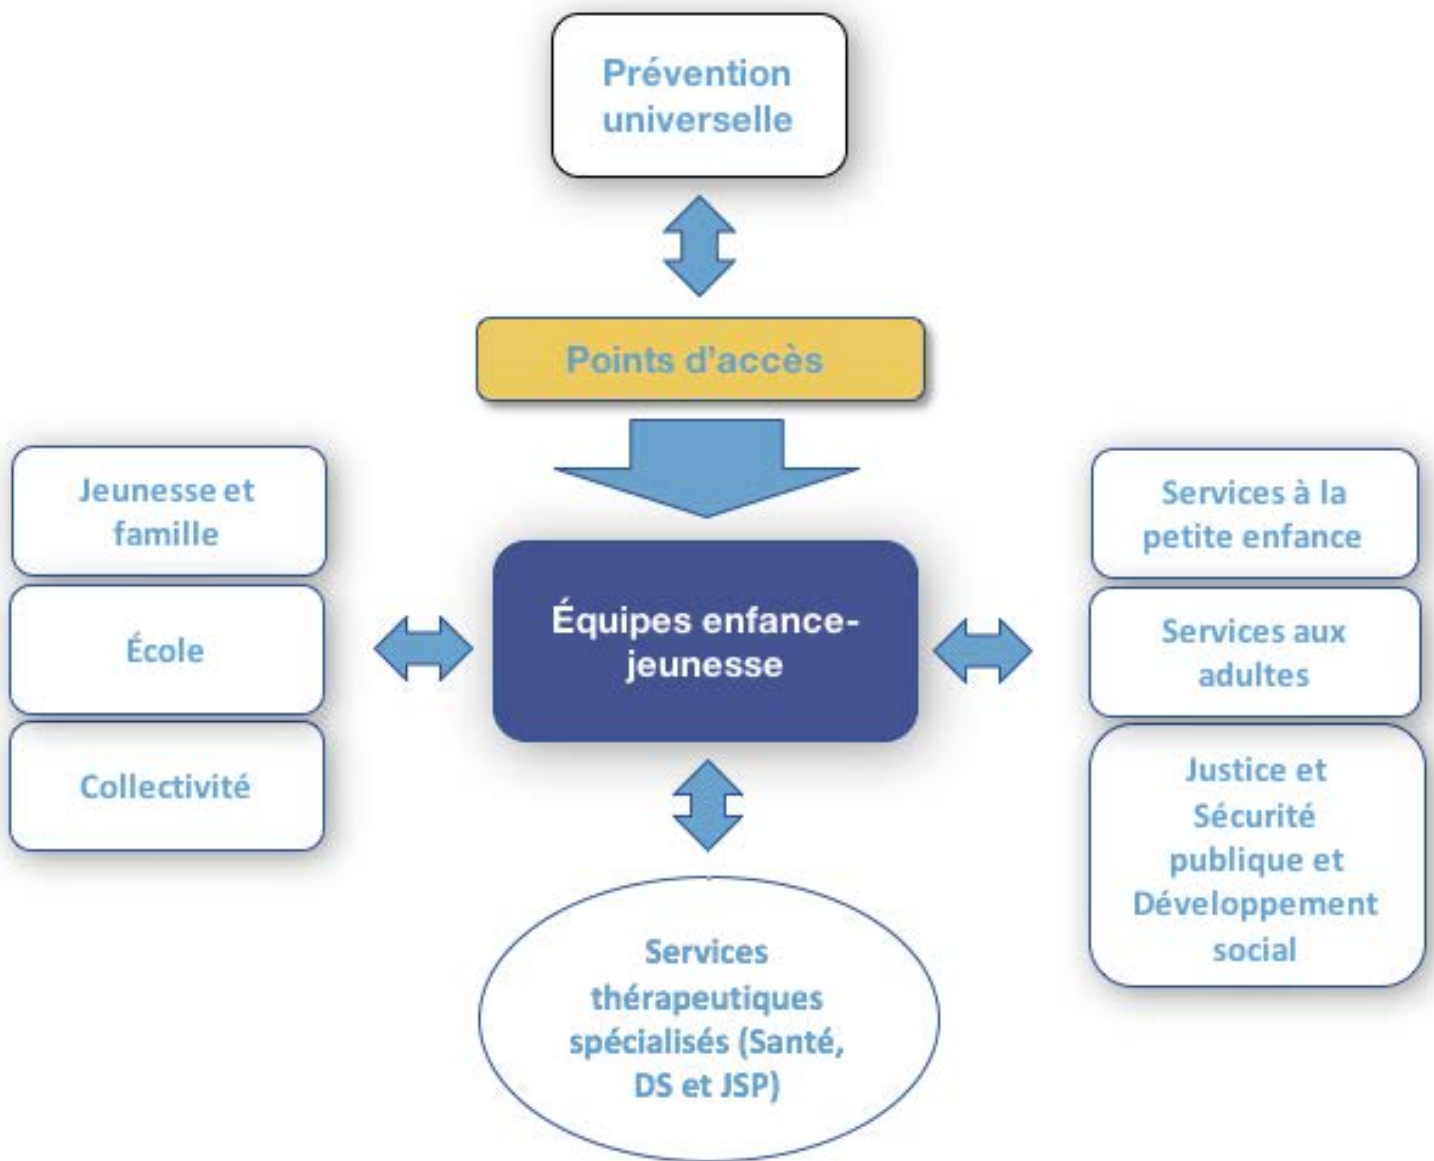 Prévention
universelle
Points d'accès
Jeunesse et
famille
École
Collectivité
Équipes enfance-
jeunesse
Services à la
petite enfance
Services aux
adultes
Justice et
Sécurité
publique et
Développement
social
Services
thérapeutiques
spécialisés (Santé,
DS et JSP)